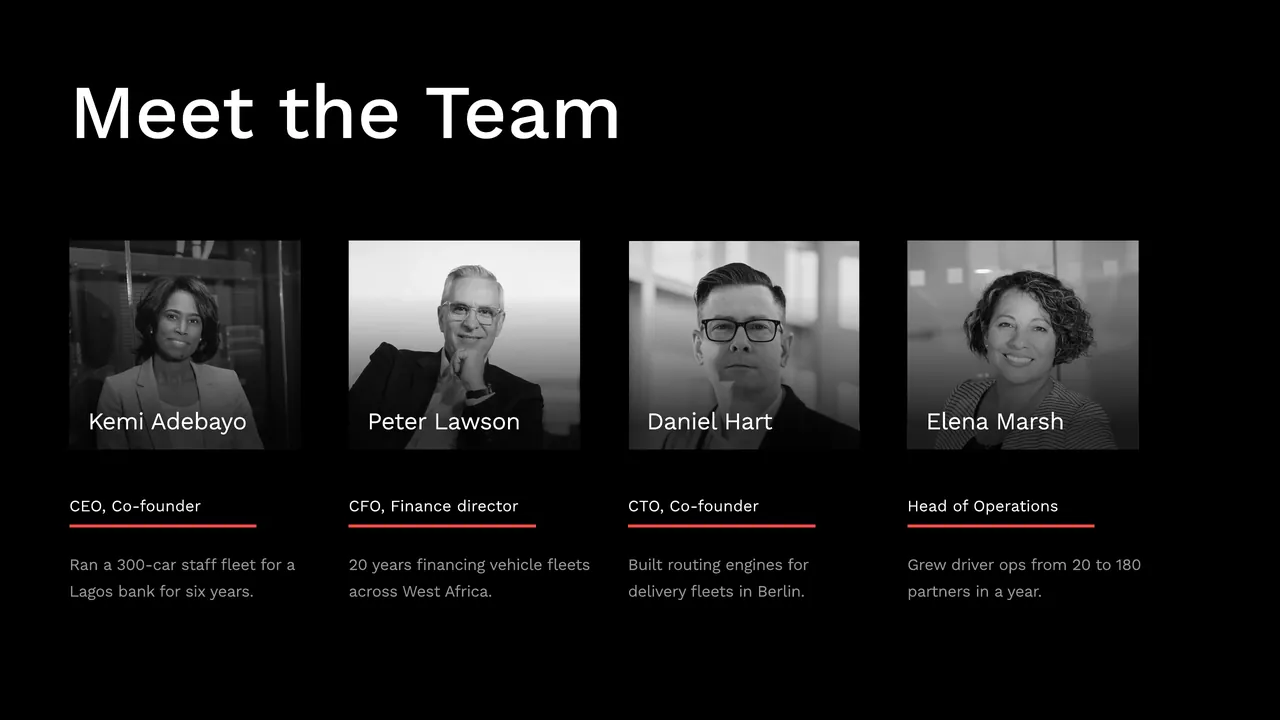 Meet the Team
Kemi Adebayo
Peter Lawson
Daniel Hart
Elena Marsh
CEO, Co-founder
CFO, Finance director
CTO, Co-founder
Head of Operations
Ran a 300-car staff fleet for a
Lagos bank for six years.
20 years financing vehicle fleets
across West Africa.
Built routing engines for
delivery fleets in Berlin.
Grew driver ops from 20 to 180
partners in a year.